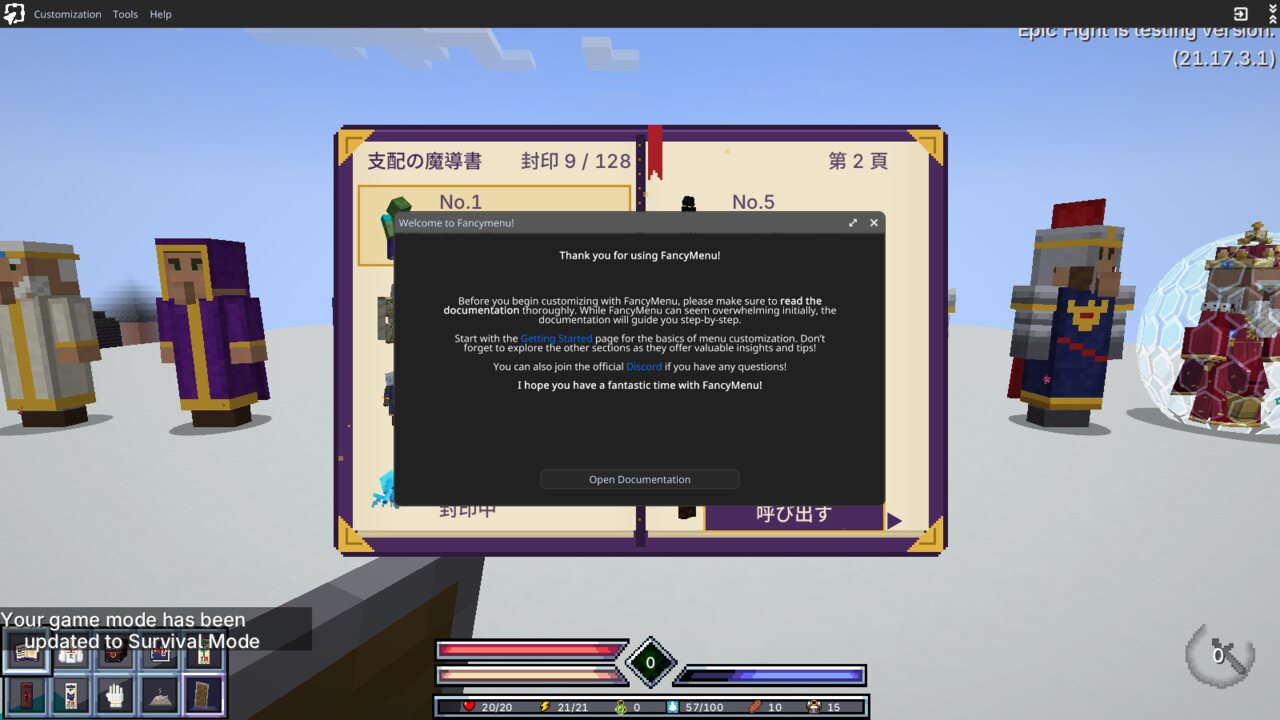 Customization Tools Help
Epic Fight is testing version.
(21.17.3.1)
支配の魔導書 封印 9 / 128
第 2 頁
No.1
No.5
Welcome to Fancymenu!
Thank you for using FancyMenu!
Before you begin customizing with FancyMenu, please make sure to read the
documentation thoroughly. While FancyMenu can seem overwhelming initially, the
documentation will guide you step-by-step.
Start with the Getting Started page for the basics of menu customization. Don't
forget to explore the other sections as they offer valuable insights and tips!
You can also join the official Discord if you have any questions!
I hope you have a fantastic time with FancyMenu!
Open Documentation
封印中
呼び出す
Your game mode has been
updated to Survival Mode
0
20/20 21/21 0 57/100 10 15
0